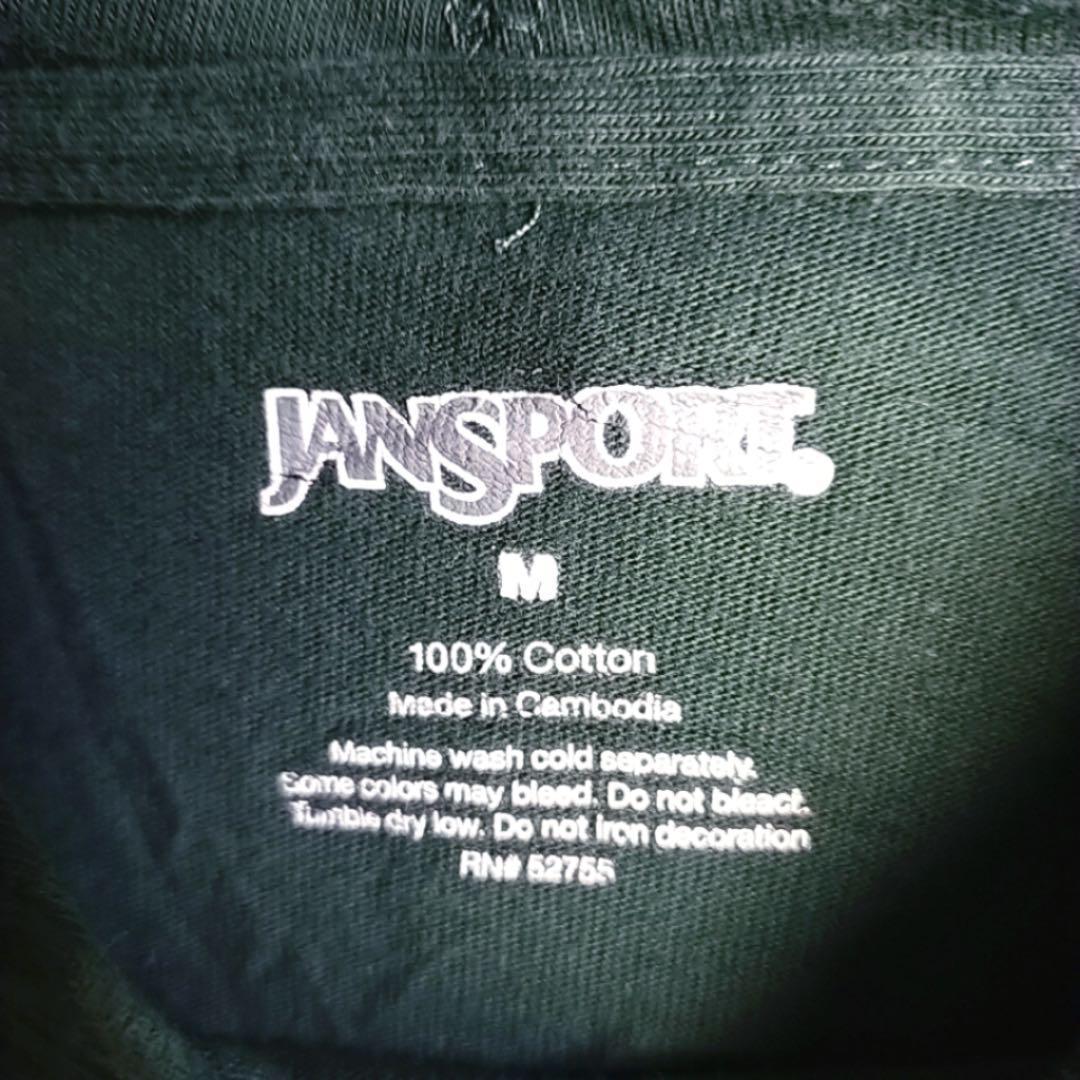 JANSPORT.
M
100% Cotton
Made in Cambodia
Machine wash cold separately.
Some colors may bleed. Do not bleach.
Tumble dry low. Do not iron decoration
RN# 52755